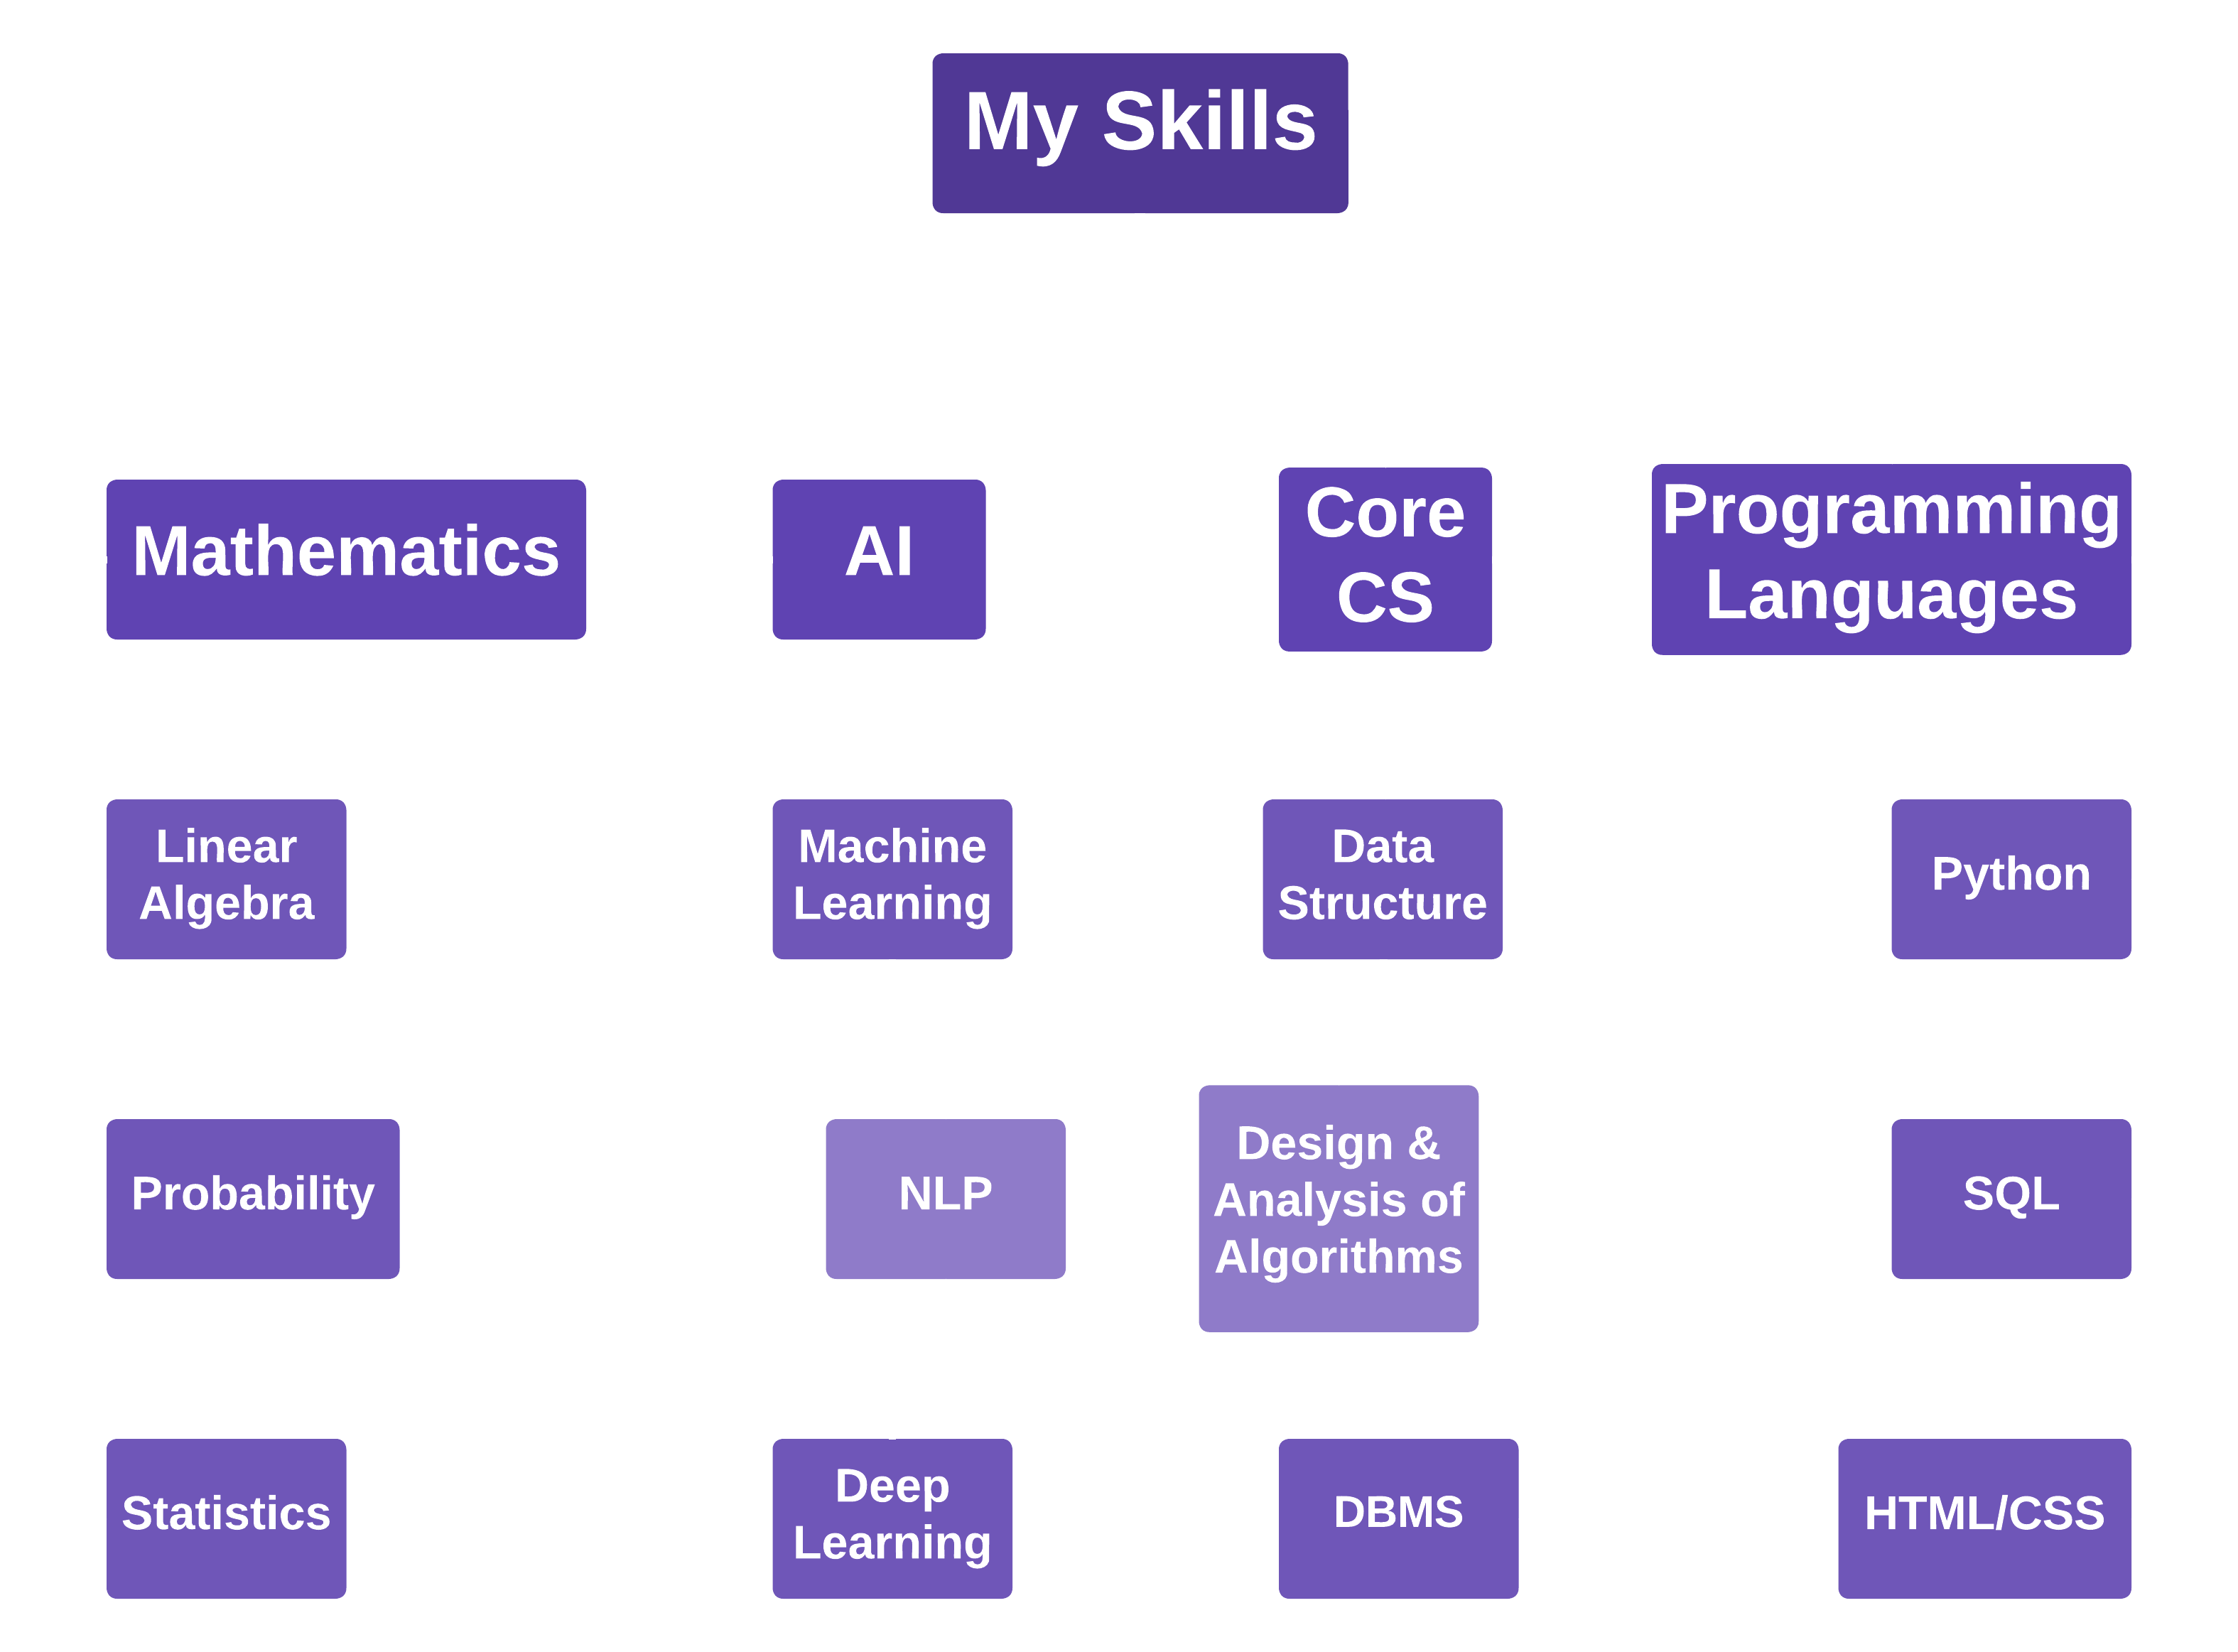 My Skills
Mathematics
AI
Core
CS
Programming
Languages
Linear
Algebra
Machine
Learning
Data
Structure
Python
Probability
NLP
Design &
Analysis of
Algorithms
SQL
Statistics
Deep
Learning
DBMS
HTML/CSS